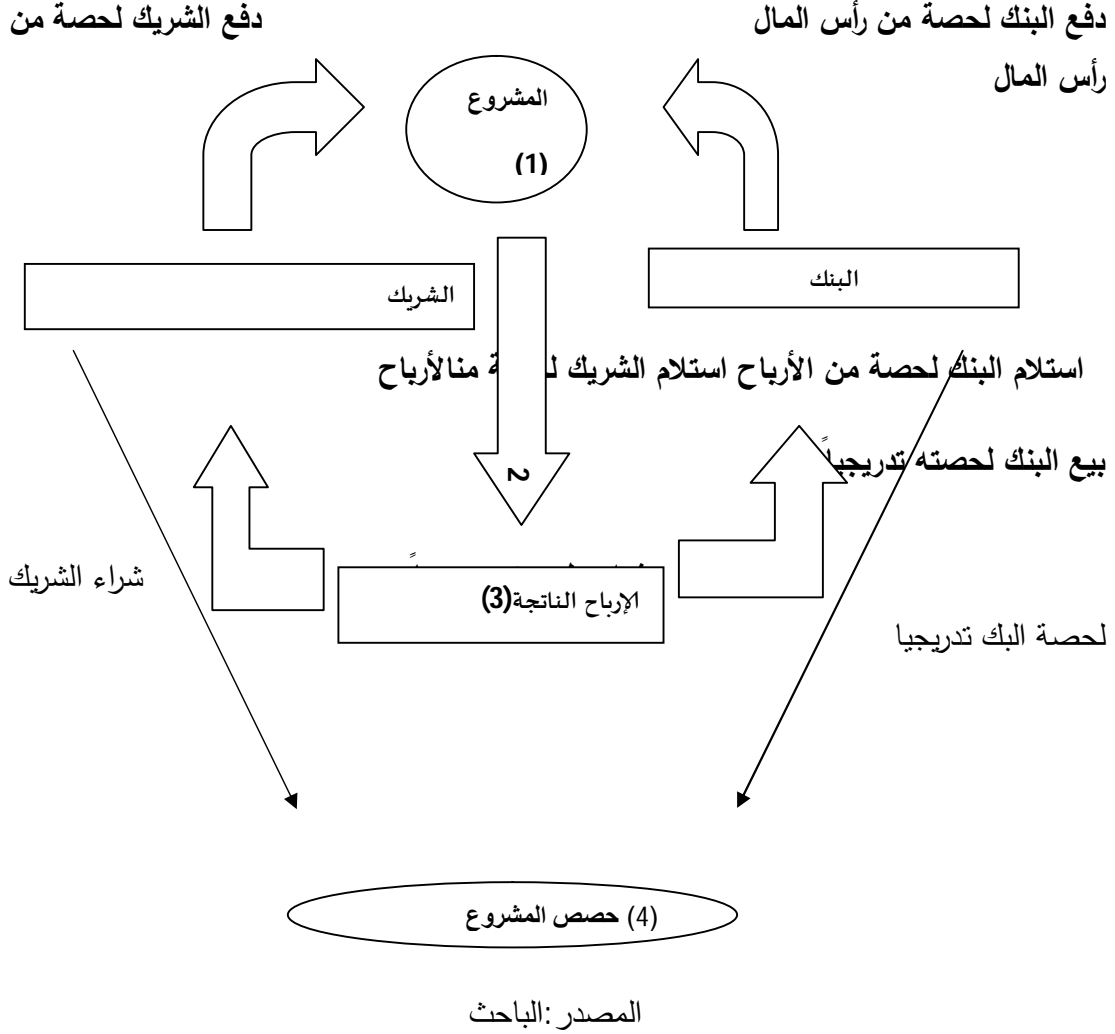 دفع البنك لحصة من رأس المال دفع الشريك لحصة من
رأس المال
المشروع
(1)
البنك
الشريك
استلام البنك لحصة من الأرباح استلام الشريك منالأرباح
بيع البنك لحصته تدريجياً
2
شراء الشريك
الإرباح الناتجة(3)
لحصة البك تدريجيا
(4) حصص المشروع
المصدر :الباحث